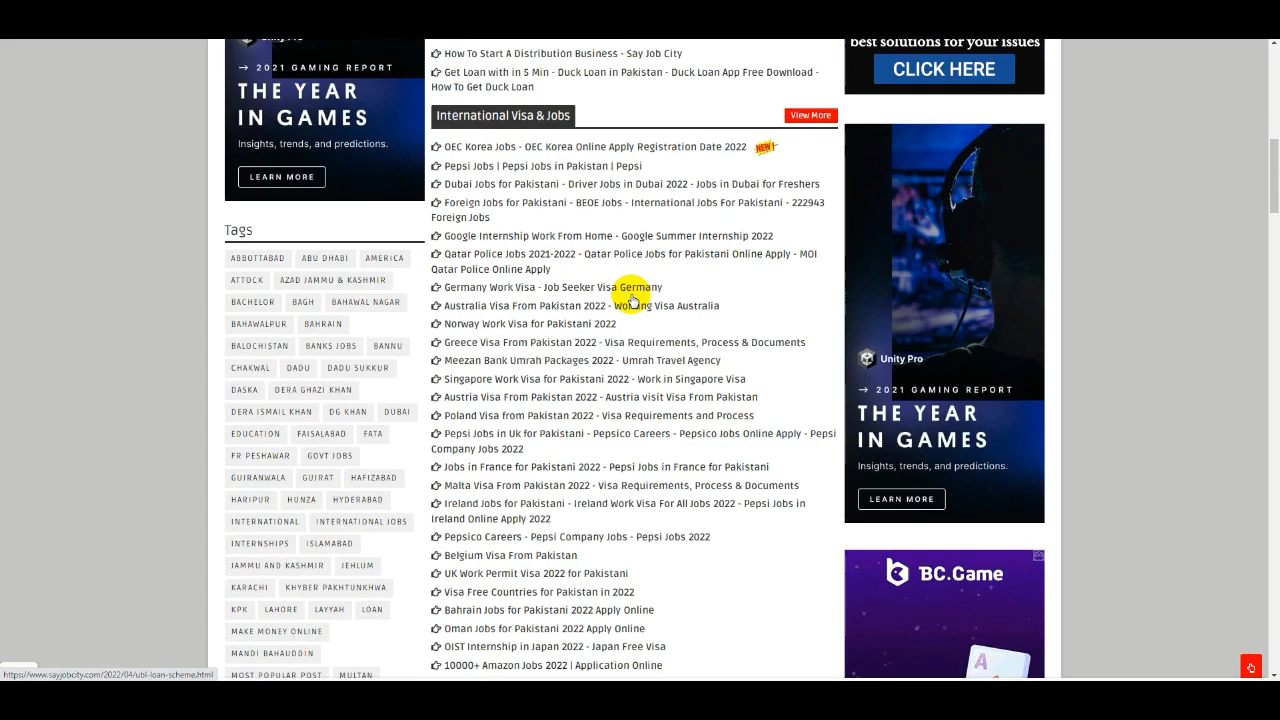 → 2021 GAMING REPORT
THE YEAR
IN GAMES
Insights, trends, and predictions.
LEARN MORE
Tags
ABBOTTABAD ABU DHABI AMERICA
ATTOCK AZAD JAMMU & KASHMIR
BACHELOR BAGH BAHAWAL NAGAR
BAHAWALPUR BAHRAIN
BALOCHISTAN BANKS JOBS BANNU
CHAKWAL DADU DADU SUKKUR
DASKA DERA GHAZI KHAN
DERA ISMAIL KHAN DG KHAN DUBAI
EDUCATION FAISALABAD FATA
FR PESHAWAR GOVT JOBS
GUJRANWALA GUJRAT HAFIZABAD
HARIPUR HUNZA HYDERABAD
INTERNATIONAL INTERNATIONAL JOBS
INTERNSHIPS ISLAMABAD
JAMMU AND KASHMIR JEHLUM
KARACHI KHYBER PAKHTUNKHWA
KPK LAHORE LAYYAH LOAN
MAKE MONEY ONLINE
MANDI BAHAUDDIN
MOST POPULAR POST MULTAN
How To Start A Distribution Business - Say Job City
Get Loan with in 5 Min - Duck Loan in Pakistan - Duck Loan App Free Download -
How To Get Duck Loan
International Visa & Jobs View More
OEC Korea Jobs - OEC Korea Online Apply Registration Date 2022 NEW!
Pepsi Jobs | Pepsi Jobs in Pakistan | Pepsi
Dubai Jobs for Pakistani - Driver Jobs in Dubai 2022 - Jobs in Dubai for Freshers
Foreign Jobs for Pakistani - BEOE Jobs - International Jobs For Pakistani - 222943
Foreign Jobs
Google Internship Work From Home - Google Summer Internship 2022
Qatar Police Jobs 2021-2022 - Qatar Police Jobs for Pakistani Online Apply - MOI
Qatar Police Online Apply
Germany Work Visa - Job Seeker Visa Germany
Australia Visa From Pakistan 2022 - Working Visa Australia
Norway Work Visa for Pakistani 2022
Greece Visa From Pakistan 2022 - Visa Requirements, Process & Documents
Meezan Bank Umrah Packages 2022 - Umrah Travel Agency
Singapore Work Visa for Pakistani 2022 - Work in Singapore Visa
Austria Visa From Pakistan 2022 - Austria visit Visa From Pakistan
Poland Visa from Pakistan 2022 - Visa Requirements and Process
Pepsi Jobs in Uk for Pakistani - Pepsico Careers - Pepsico Jobs Online Apply - Pepsi
Company Jobs 2022
Jobs in France for Pakistani 2022 - Pepsi Jobs in France for Pakistani
Malta Visa From Pakistan 2022 - Visa Requirements, Process & Documents
Ireland Jobs for Pakistani - Ireland Work Visa For All Jobs 2022 - Pepsi Jobs in
Ireland Online Apply 2022
Pepsico Careers - Pepsi Company Jobs - Pepsi Jobs 2022
Belgium Visa From Pakistan
UK Work Permit Visa 2022 for Pakistani
Visa Free Countries for Pakistan in 2022
Bahrain Jobs for Pakistani 2022 Apply Online
Oman Jobs for Pakistani 2022 Apply Online
OIST Internship in Japan 2022 - Japan Free Visa
10000+ Amazon Jobs 2022 | Application Online
best solutions for your issues
CLICK HERE
Unity Pro
→ 2021 GAMING REPORT
THE YEAR
IN GAMES
Insights, trends, and predictions.
LEARN MORE
BC.Game
A
https://www.sayjobcity.com/2022/04/ubl-loan-scheme.html